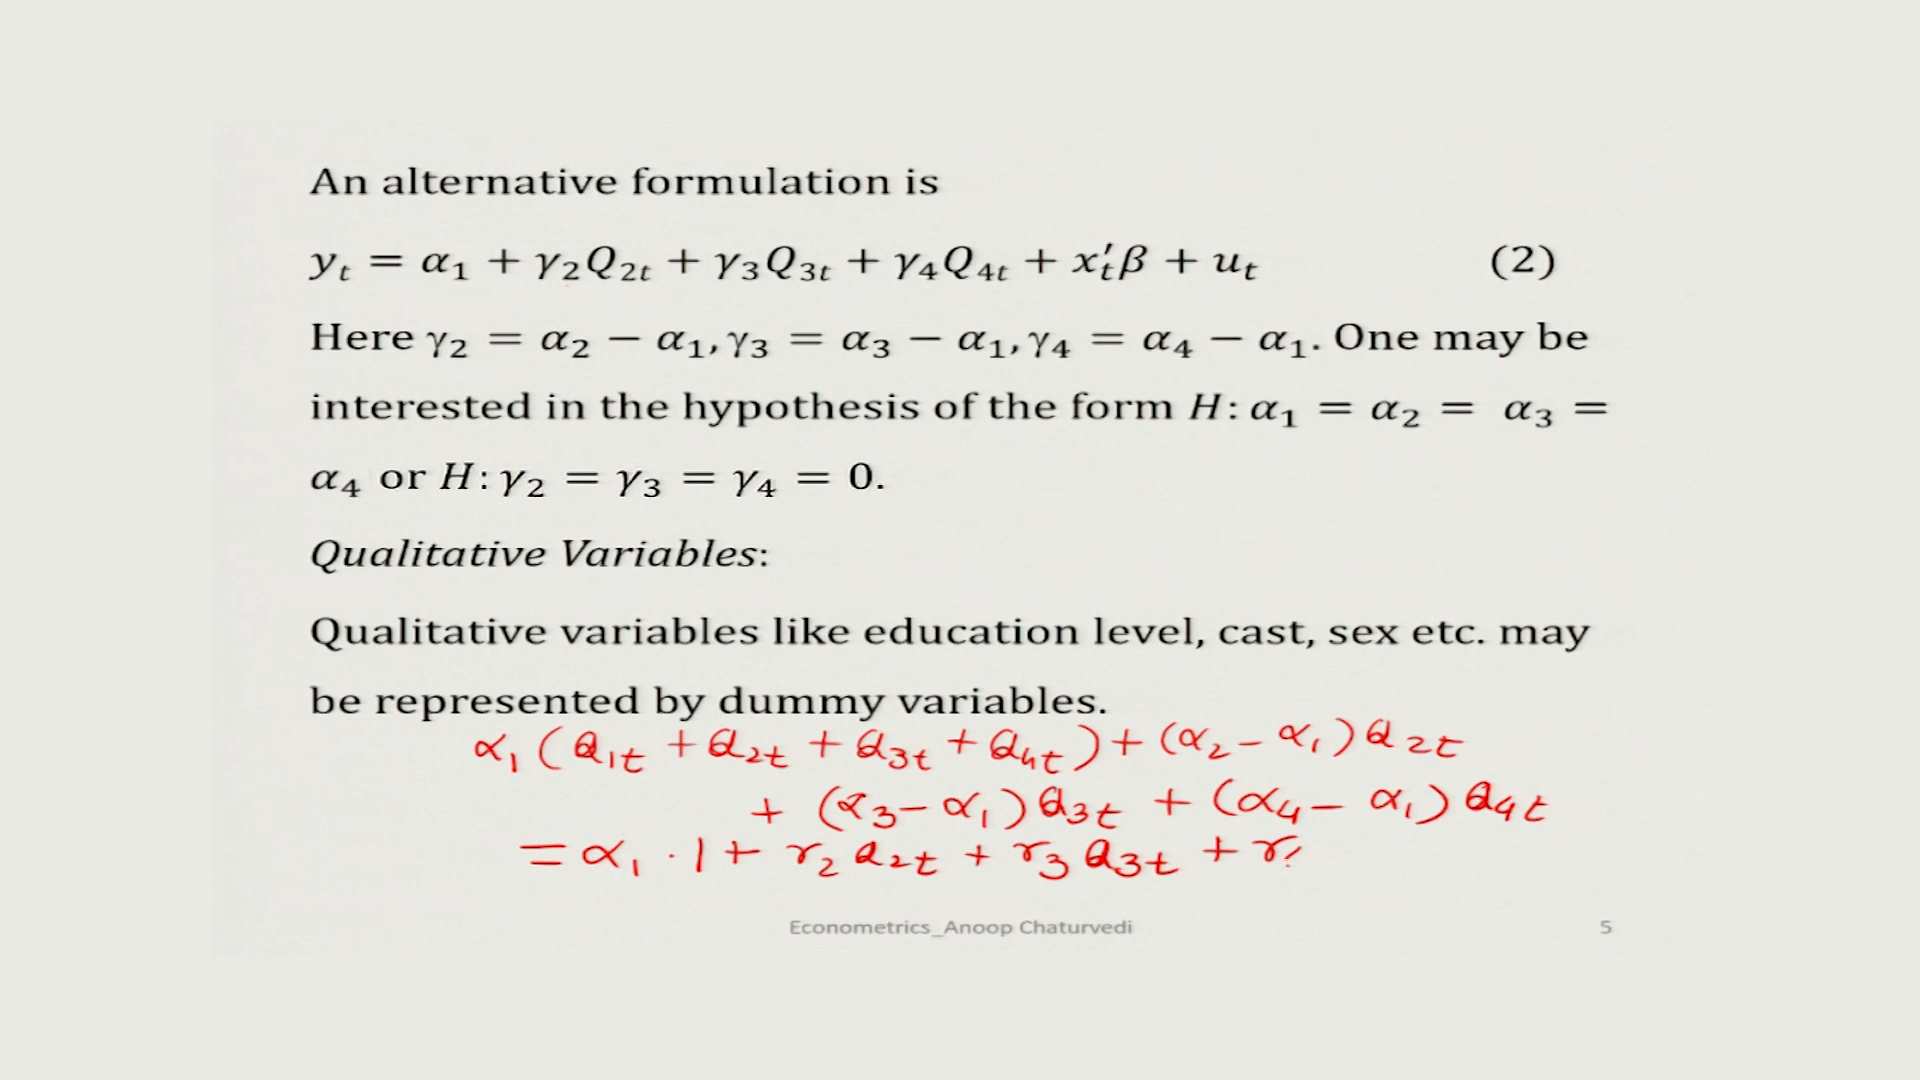 An alternative formulation is
yₜ = α₁ + γ₂Q₂ₜ + γ₃Q₃ₜ + γ₄Q₄ₜ + xₜ′β + uₜ (2)
Here γ₂ = α₂ − α₁, γ₃ = α₃ − α₁, γ₄ = α₄ − α₁. One may be
interested in the hypothesis of the form H: α₁ = α₂ = α₃ =
α₄ or H: γ₂ = γ₃ = γ₄ = 0.
Qualitative Variables:
Qualitative variables like education level, cast, sex etc. may
be represented by dummy variables.
α₁ (Q₁ₜ + Q₂ₜ + Q₃ₜ + Q₄ₜ) + (α₂ − α₁) Q₂ₜ
+ (α₃ − α₁) Q₃ₜ + (α₄ − α₁) Q₄ₜ
= α₁ · 1 + γ₂ Q₂ₜ + γ₃ Q₃ₜ + γ
Econometrics_Anoop Chaturvedi 5